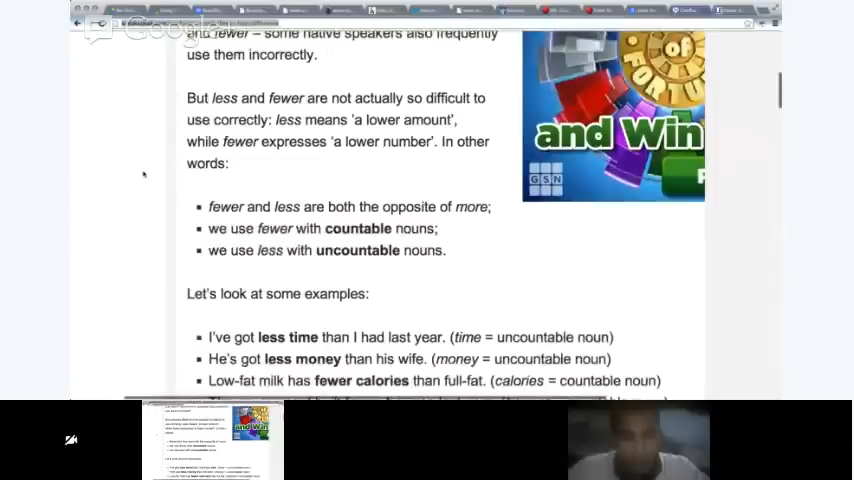 Google
and fewer – some native speakers also frequently
use them incorrectly.
But less and fewer are not actually so difficult to
use correctly: less means ‘a lower amount’,
while fewer expresses ‘a lower number’. In other
words:
▪ fewer and less are both the opposite of more;
▪ we use fewer with countable nouns;
▪ we use less with uncountable nouns.
Let’s look at some examples:
▪ I’ve got less time than I had last year. (time = uncountable noun)
▪ He’s got less money than his wife. (money = uncountable noun)
▪ Low-fat milk has fewer calories than full-fat. (calories = countable noun)
of
FORTUNE
and Win
GSN